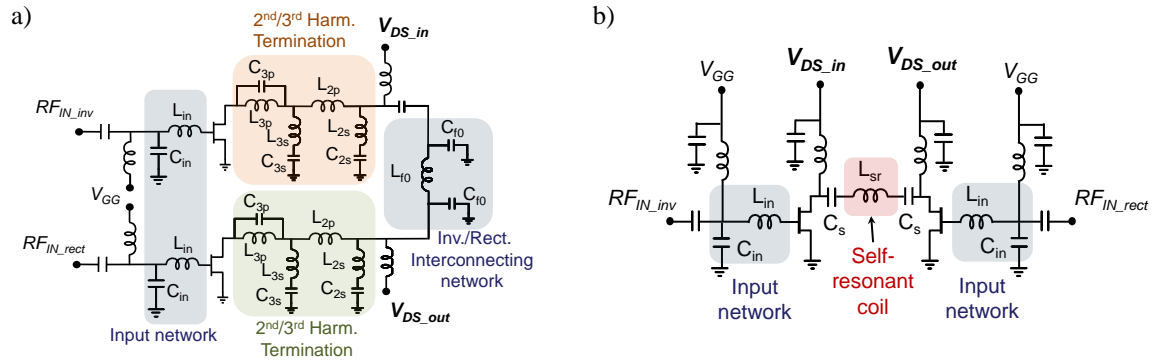 a)
2nd/3rd Harm.
Termination
VDS_in
C3p
L2p
L3p
L3s
L2s
C3s
C2s
RFIN_inv
Lin
Cin
VGG
Cf0
Lf0
Cf0
Inv./Rect.
Interconnecting
network
C3p
L2p
L3p
L3s
L2s
C3s
C2s
RFIN_rect
Lin
Cin
VDS_out
Input network
2nd/3rd Harm.
Termination
b)
VGG
VDS_in
VDS_out
VGG
Lsr
Lin
Lin
RFIN_inv
RFIN_rect
Cs
Cs
Cin
Cin
Self-
resonant
coil
Input
network
Input
network